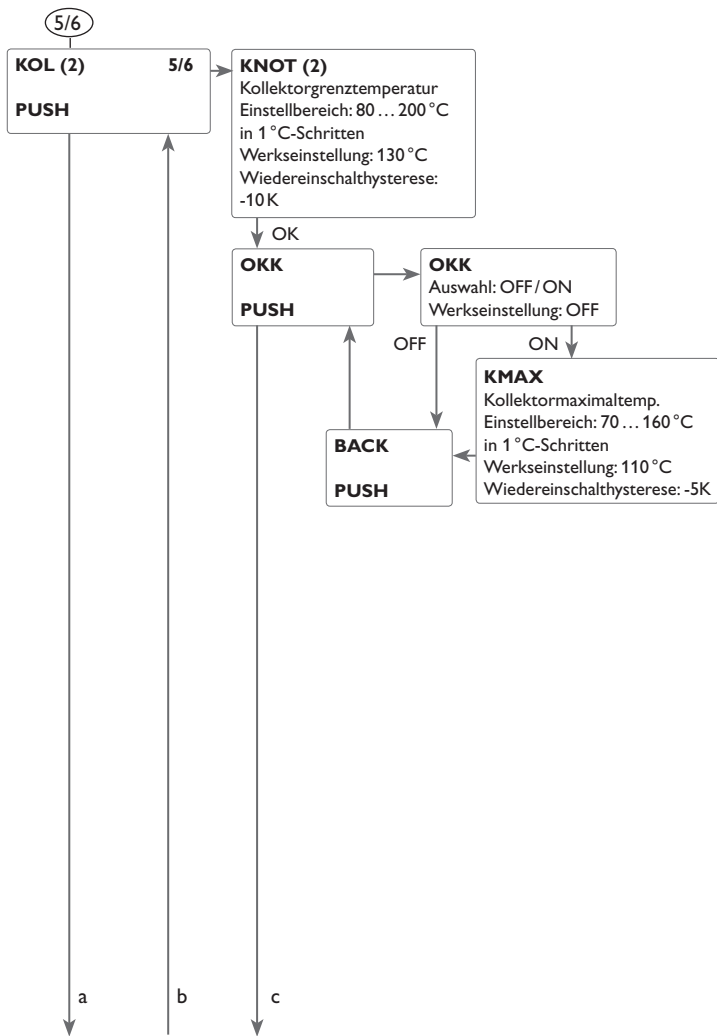 5/6
KOL (2) 5/6
PUSH
KNOT (2)
Kollektorgrenztemperatur
Einstellbereich: 80 … 200 °C
in 1 °C-Schritten
Werkseinstellung: 130 °C
Wiedereinschalthysterese:
-10 K
OK
OKK
PUSH
OKK
Auswahl: OFF / ON
Werkseinstellung: OFF
OFF
ON
KMAX
Kollektormaximaltemp.
Einstellbereich: 70 … 160 °C
in 1 °C-Schritten
Werkseinstellung: 110 °C
Wiedereinschalthysterese: -5K
BACK
PUSH
a
b
c